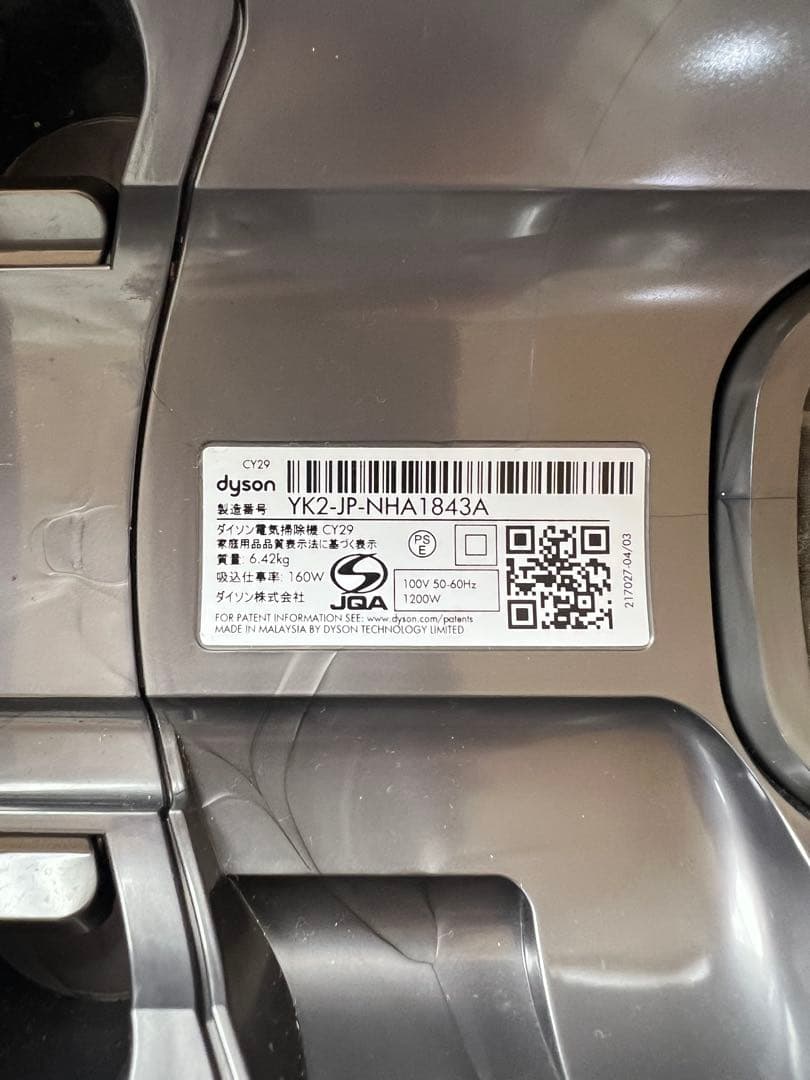 CY29
dyson
製造番号 YK2-JP-NHA1843A
ダイソン電気掃除機 CY29
家庭用品品質表示法に基づく表示
質量: 6.42kg
吸込仕事率: 160W
ダイソン株式会社
JQA
PS
E
100V 50-60Hz
1200W
217027-04/03
FOR PATENT INFORMATION SEE: www.dyson.com/patents
MADE IN MALAYSIA BY DYSON TECHNOLOGY LIMITED